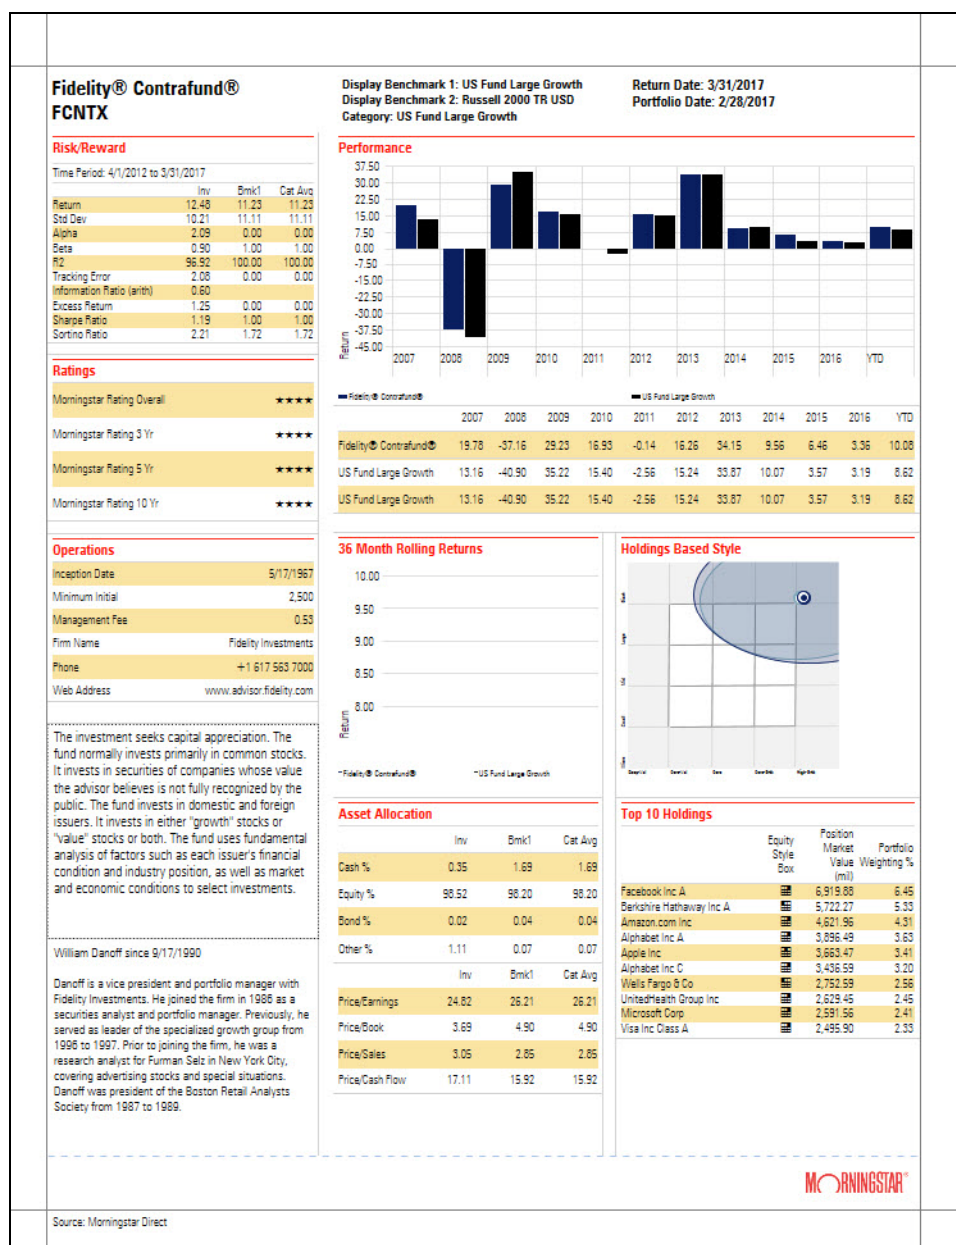 Fidelity® Contrafund®
FCNTX
Display Benchmark 1: US Fund Large Growth
Display Benchmark 2: Russell 2000 TR USD
Category: US Fund Large Growth
Return Date: 3/31/2017
Portfolio Date: 2/28/2017
Risk/Reward
Time Period: 4/1/2012 to 3/31/2017
Inv Bmk1 Cat Avg
Return 12.48 11.23 11.23
Std Dev 10.21 11.11 11.11
Alpha 2.09 0.00 0.00
Beta 0.90 1.00 1.00
R2 96.92 100.00 100.00
Tracking Error 2.08 0.00 0.00
Information Ratio (arith) 0.60
Excess Return 1.25 0.00 0.00
Sharpe Ratio 1.19 1.00 1.00
Sortino Ratio 2.21 1.72 1.72
Ratings
Morningstar Rating Overall ★★★★
Morningstar Rating 3 Yr ★★★★
Morningstar Rating 5 Yr ★★★★
Morningstar Rating 10 Yr ★★★★
Operations
Inception Date 5/17/1967
Minimum Initial 2,500
Management Fee 0.53
Firm Name Fidelity Investments
Phone +1 617 563 7000
Web Address www.advisor.fidelity.com
The investment seeks capital appreciation. The
fund normally invests primarily in common stocks.
It invests in securities of companies whose value
the advisor believes is not fully recognized by the
public. The fund invests in domestic and foreign
issuers. It invests in either "growth" stocks or
"value" stocks or both. The fund uses fundamental
analysis of factors such as each issuer's financial
condition and industry position, as well as market
and economic conditions to select investments.
William Danoff since 9/17/1990
Danoff is a vice president and portfolio manager with
Fidelity Investments. He joined the firm in 1986 as a
securities analyst and portfolio manager. Previously, he
served as leader of the specialized growth group from
1996 to 1997. Prior to joining the firm, he was a
research analyst for Furman Selz in New York City,
covering advertising stocks and special situations.
Danoff was president of the Boston Retail Analysts
Society from 1987 to 1989.
Performance
37.50
30.00
22.50
15.00
7.50
0.00
-7.50
-15.00
-22.50
-30.00
-37.50
-45.00
Return
2007 2008 2009 2010 2011 2012 2013 2014 2015 2016 YTD
Fidelity® Contrafund® US Fund Large Growth
2007 2008 2009 2010 2011 2012 2013 2014 2015 2016 YTD
Fidelity® Contrafund® 19.78 -37.16 29.23 16.93 -0.14 16.26 34.15 9.56 6.46 3.36 10.08
US Fund Large Growth 13.16 -40.90 35.22 15.40 -2.56 15.24 33.87 10.07 3.57 3.19 8.62
US Fund Large Growth 13.16 -40.90 35.22 15.40 -2.56 15.24 33.87 10.07 3.57 3.19 8.62
36 Month Rolling Returns
10.00
9.50
9.00
8.50
8.00
Return
Fidelity® Contrafund® US Fund Large Growth
Holdings Based Style
Asset Allocation
Inv Bmk1 Cat Avg
Cash % 0.35 1.69 1.69
Equity % 98.52 98.20 98.20
Bond % 0.02 0.04 0.04
Other % 1.11 0.07 0.07
Inv Bmk1 Cat Avg
Price/Earnings 24.82 26.21 26.21
Price/Book 3.69 4.90 4.90
Price/Sales 3.05 2.85 2.85
Price/Cash Flow 17.11 15.92 15.92
Top 10 Holdings
Equity
Style
Box
Position
Market
Value
(mil)
Portfolio
Weighting %
Facebook Inc A 6,919.88 6.45
Berkshire Hathaway Inc A 5,722.27 5.33
Amazon.com Inc 4,621.96 4.31
Alphabet Inc A 3,896.49 3.63
Apple Inc 3,663.47 3.41
Alphabet Inc C 3,436.59 3.20
Wells Fargo & Co 2,752.59 2.56
UnitedHealth Group Inc 2,629.45 2.45
Microsoft Corp 2,591.56 2.41
Visa Inc Class A 2,495.90 2.33
MORNINGSTAR®
Source: Morningstar Direct